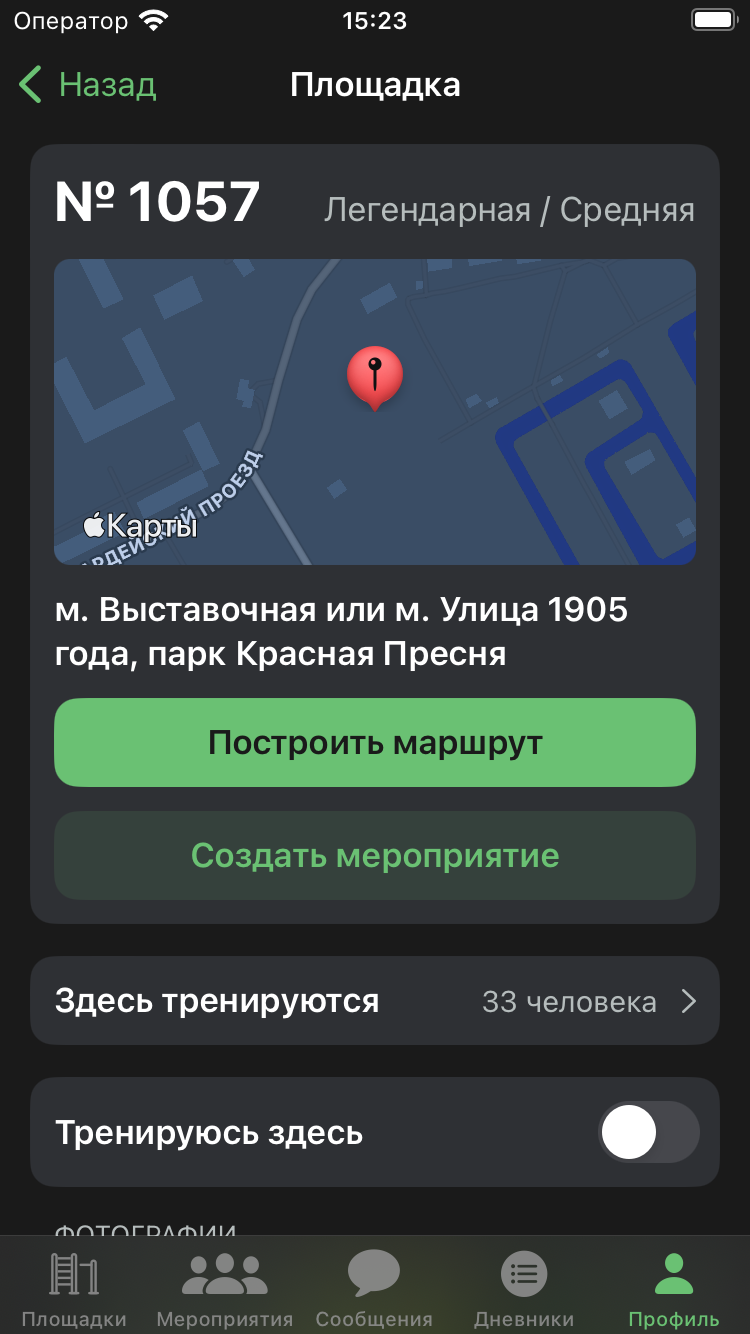 Оператор 15:23
Назад Площадка
№ 1057 Легендарная / Средняя
АРДЕЙСКИЙ ПРОЕЗД
Карты
м. Выставочная или м. Улица 1905
года, парк Красная Пресня
Построить маршрут
Создать мероприятие
Здесь тренируются 33 человека
Тренируюсь здесь
ФОТОГРАФИИ
Площадки Мероприятия Сообщения Дневники Профиль